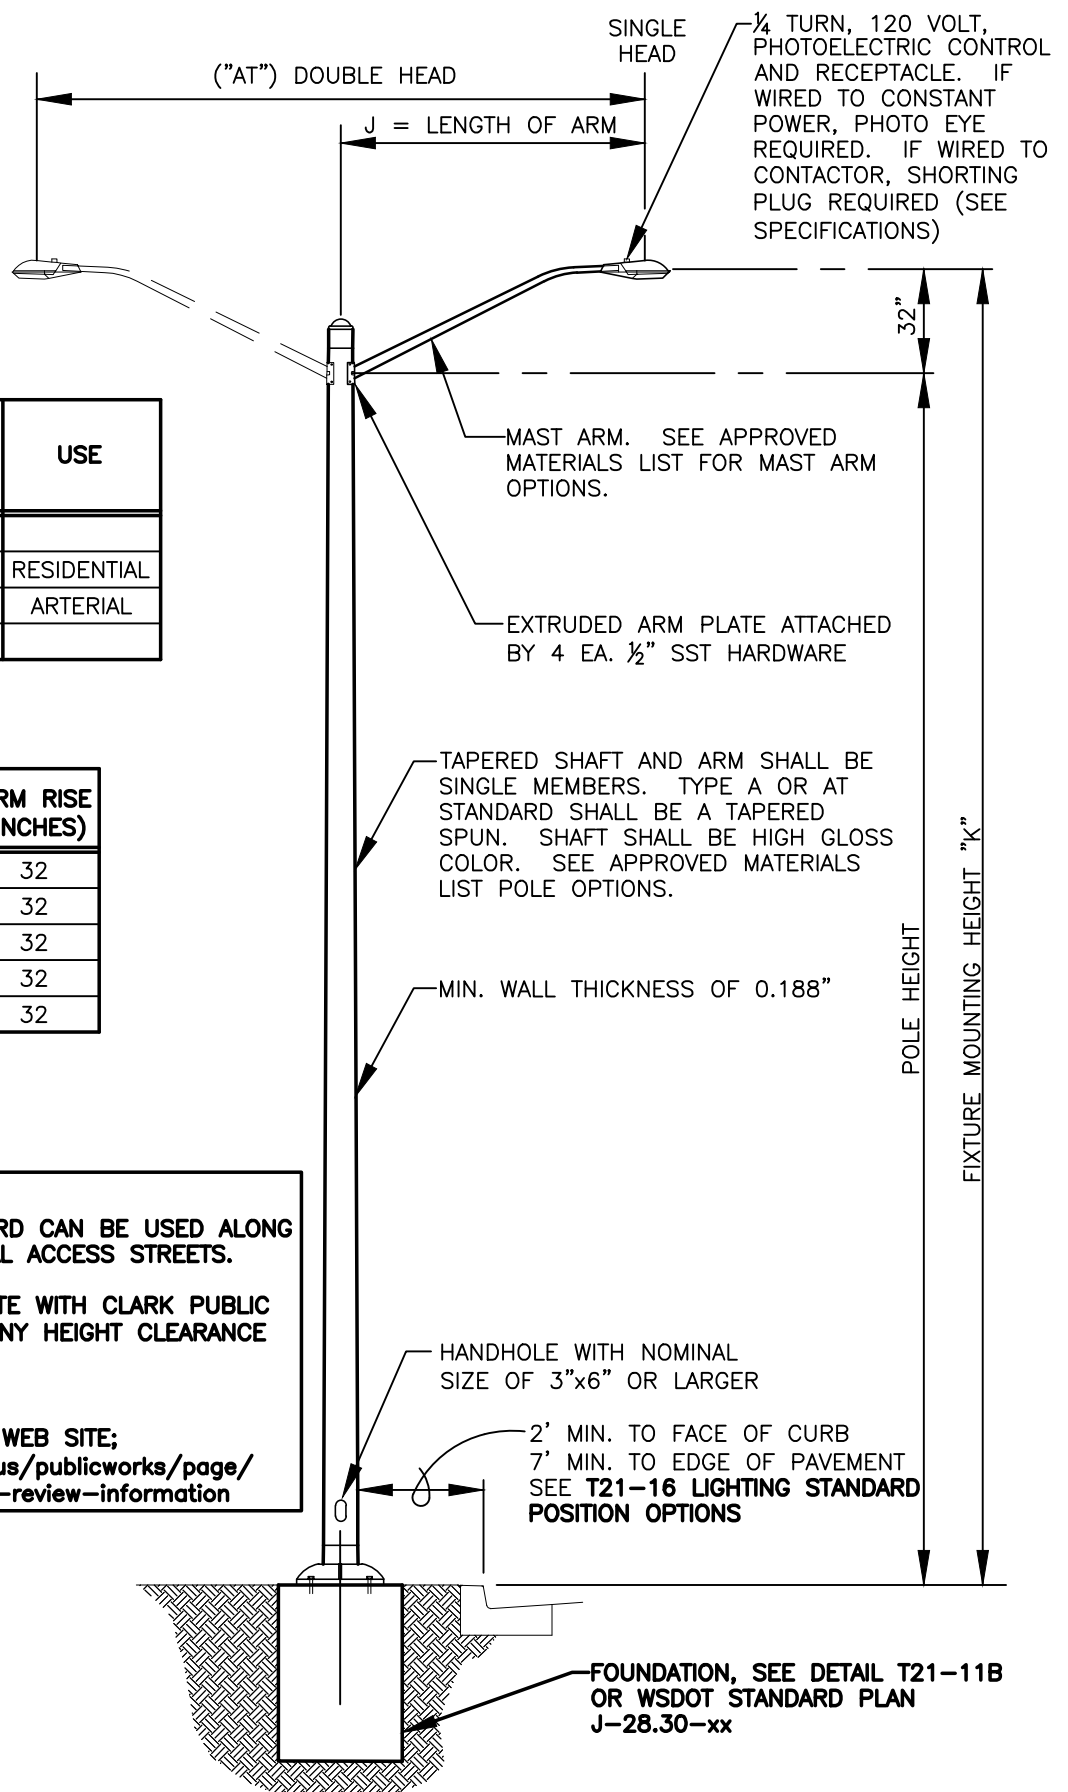 SINGLE
HEAD
("AT") DOUBLE HEAD
J = LENGTH OF ARM
¼ TURN, 120 VOLT,
PHOTOELECTRIC CONTROL
AND RECEPTACLE. IF
WIRED TO CONSTANT
POWER, PHOTO EYE
REQUIRED. IF WIRED TO
CONTACTOR, SHORTING
PLUG REQUIRED (SEE
SPECIFICATIONS)
32"
MAST ARM. SEE APPROVED
MATERIALS LIST FOR MAST ARM
OPTIONS.
USE
RESIDENTIAL
ARTERIAL
EXTRUDED ARM PLATE ATTACHED
BY 4 EA. ½" SST HARDWARE
TAPERED SHAFT AND ARM SHALL BE
SINGLE MEMBERS. TYPE A OR AT
STANDARD SHALL BE A TAPERED
SPUN. SHAFT SHALL BE HIGH GLOSS
COLOR. SEE APPROVED MATERIALS
LIST POLE OPTIONS.
RM RISE
NCHES)
32
32
32
32
32
MIN. WALL THICKNESS OF 0.188"
POLE HEIGHT
FIXTURE MOUNTING HEIGHT "K"
RD CAN BE USED ALONG
L ACCESS STREETS.
TE WITH CLARK PUBLIC
NY HEIGHT CLEARANCE
WEB SITE;
us/publicworks/page/
-review-information
HANDHOLE WITH NOMINAL
SIZE OF 3"x6" OR LARGER
2' MIN. TO FACE OF CURB
7' MIN. TO EDGE OF PAVEMENT
SEE T21-16 LIGHTING STANDARD
POSITION OPTIONS
FOUNDATION, SEE DETAIL T21-11B
OR WSDOT STANDARD PLAN
J-28.30-xx